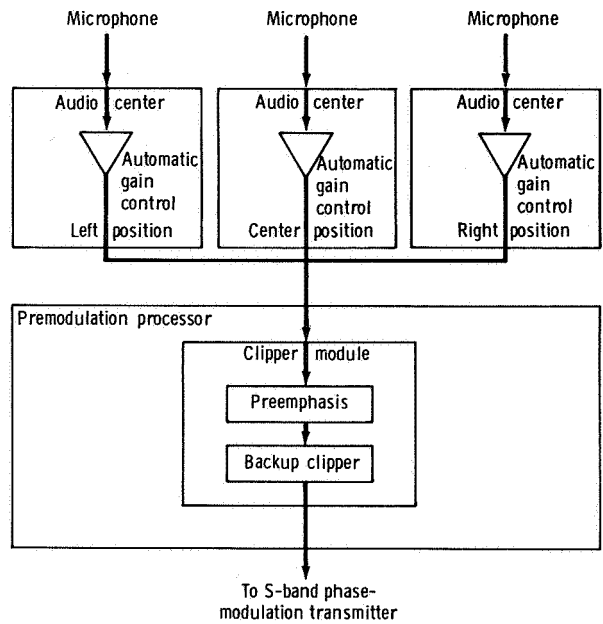 Microphone
Microphone
Microphone
Audio center
Automatic
gain
control
Left position
Audio center
Automatic
gain
control
Center position
Audio center
Automatic
gain
control
Right position
Premodulation processor
Clipper module
Preemphasis
Backup clipper
To S-band phase-
modulation transmitter